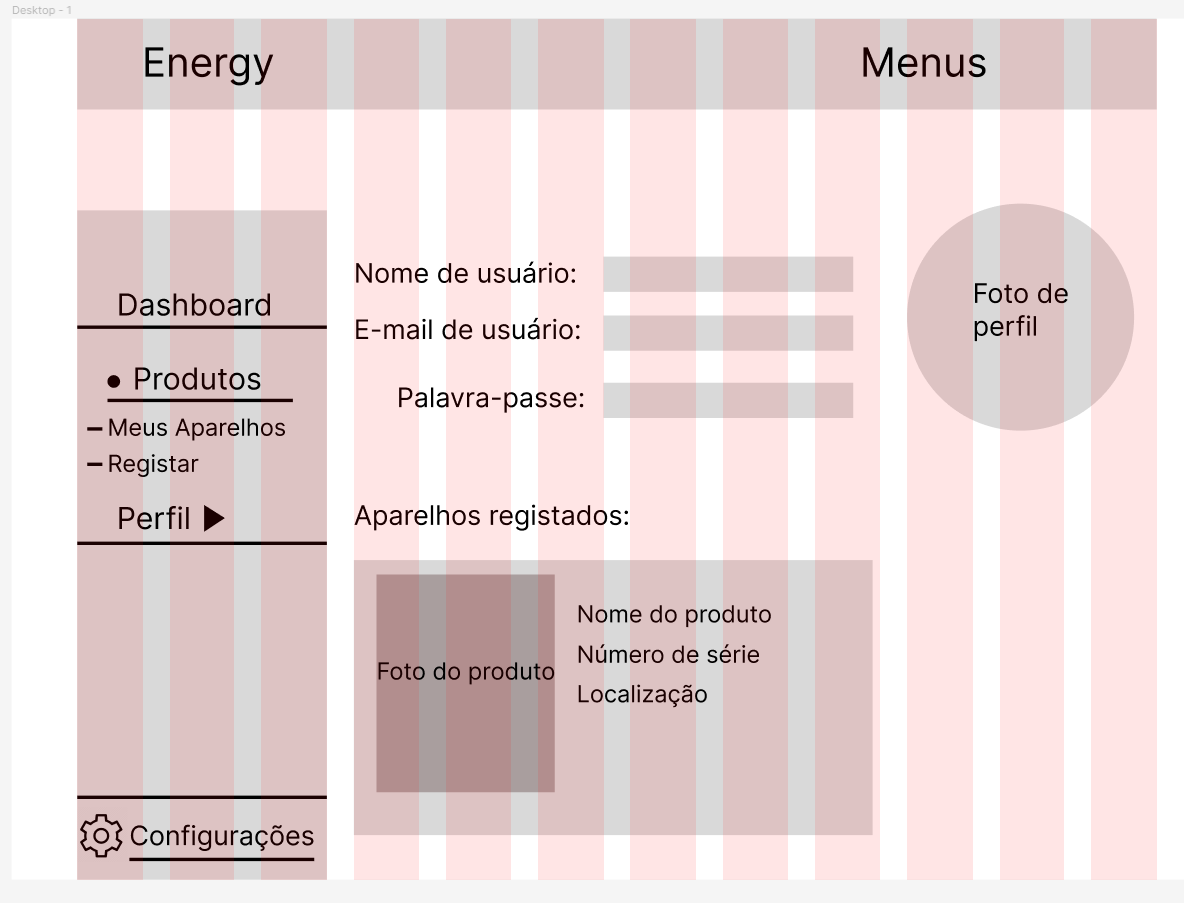 Desktop - 1
Energy
Menus
Dashboard
Produtos
Meus Aparelhos
Registar
Perfil
Configurações
Nome de usuário:
E-mail de usuário:
Palavra-passe:
Foto de
perfil
Aparelhos registados:
Foto do produto
Nome do produto
Número de série
Localização